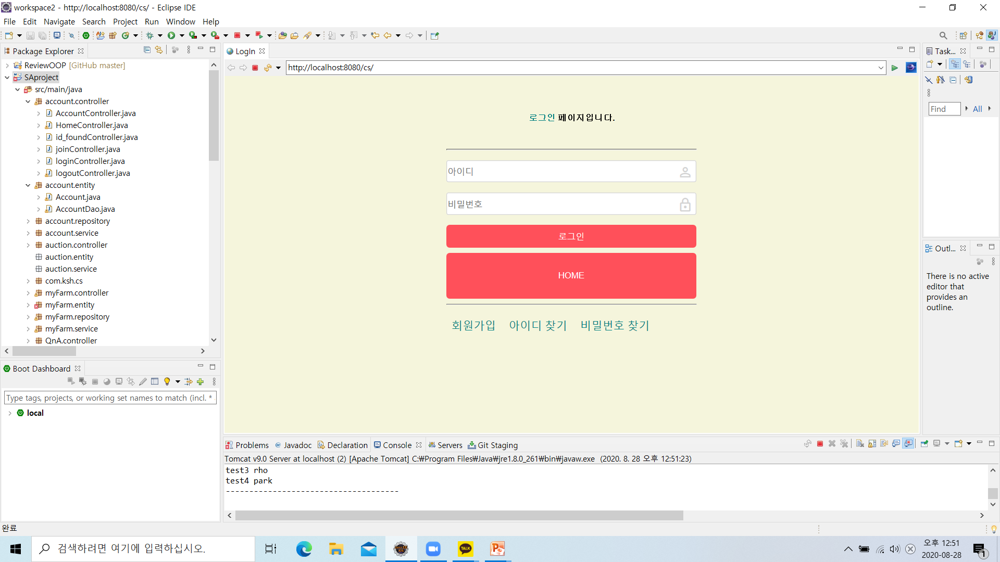 workspace2 - http://localhost:8080/cs/ - Eclipse IDE
File Edit Navigate Search Project Run Window Help
Package Explorer
ReviewOOP [GitHub master]
SAproject
src/main/java
account.controller
AccountController.java
HomeController.java
id_foundController.java
joinController.java
loginController.java
logoutController.java
account.entity
Account.java
AccountDao.java
account.repository
account.service
auction.controller
auction.entity
auction.service
com.ksh.cs
myFarm.controller
myFarm.entity
myFarm.repository
myFarm.service
QnA.controller
Boot Dashboard
Type tags, projects, or working set names to match (incl. *
local
LogIn
http://localhost:8080/cs/
로그인 페이지입니다.
아이디
비밀번호
로그인
HOME
회원가입 아이디 찾기 비밀번호 찾기
Task...
Find
All
Outl...
There is no active
editor that
provides an
outline.
Problems @ Javadoc Declaration Console Servers Git Staging
Tomcat v9.0 Server at localhost (2) [Apache Tomcat] C:₩Program Files₩Java₩jre1.8.0_261₩bin₩javaw.exe (2020. 8. 28 오후 12:51:23)
test3 rho
test4 park
-------------------------------------
완료
검색하려면 여기에 입력하십시오.
TALK
오후 12:51
2020-08-28
1